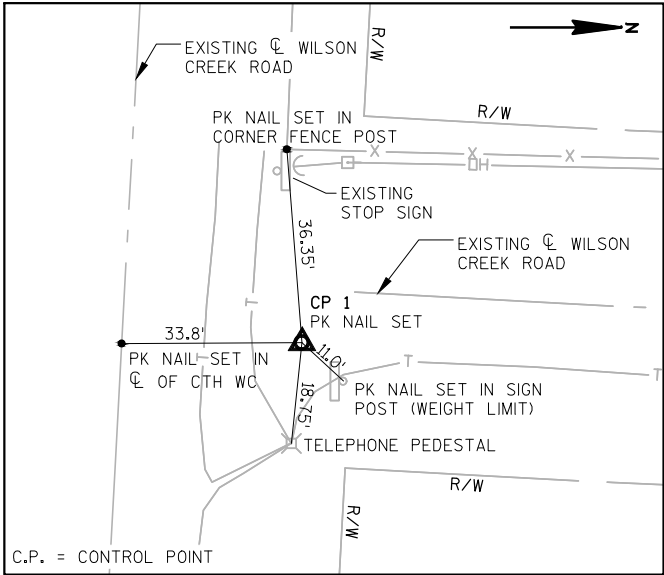 EXISTING ℄ WILSON
CREEK ROAD
R/W
N
R/W
PK NAIL SET IN
CORNER FENCE POST
X
X
X
H
EXISTING
STOP SIGN
36.35'
EXISTING ℄ WILSON
CREEK ROAD
T
CP 1
PK NAIL SET
33.8'
11.0'
T
T
T
PK NAIL SET IN
℄ OF CTH WC
18.75'
PK NAIL SET IN SIGN
POST (WEIGHT LIMIT)
TELEPHONE PEDESTAL
R/W
R/W
C.P. = CONTROL POINT